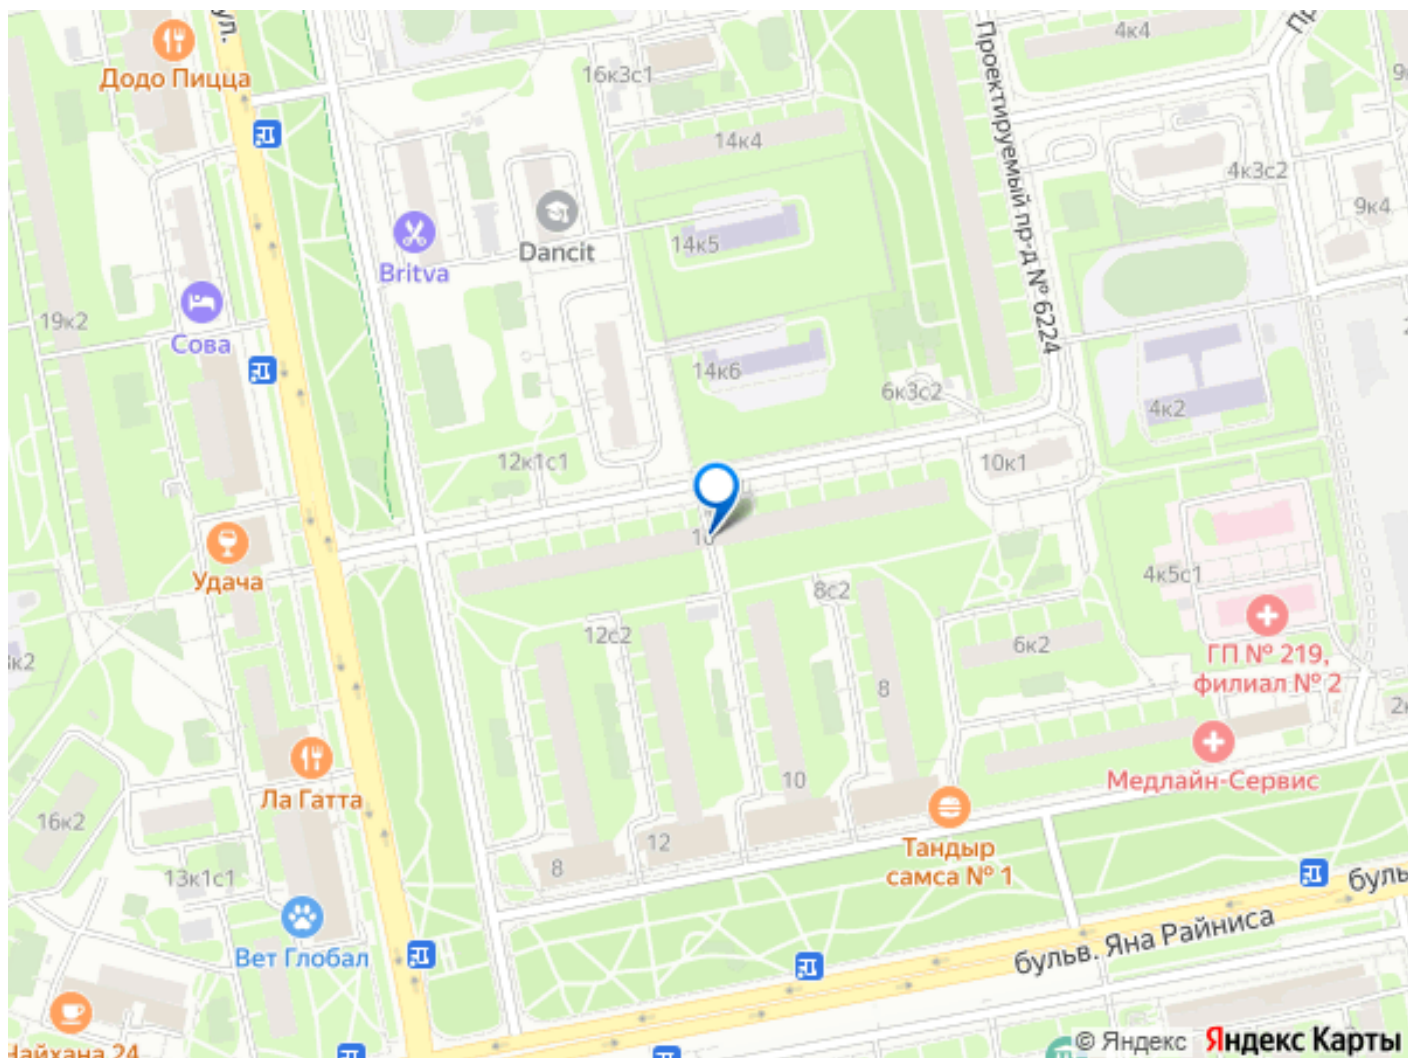 ул.
Додо Пицца
16к3с1
4к4
14к4
Проектируемый пр-д № 6224
4к3с2
9к4
Britva
Dancit
14к5
19к2
Сова
14к6
6к3с2
4к2
12к1с1
10к1
Удача
4к5с1
8с2
12с2
6к2
ГП № 219,
филиал № 2
8
Ла Гатта
10
Медлайн-Сервис
16к2
12
8
Тандыр
самса № 1
13к1с1
Вет Глобал
бульв. Яна Райниса
© Яндекс
Яндекс Карты